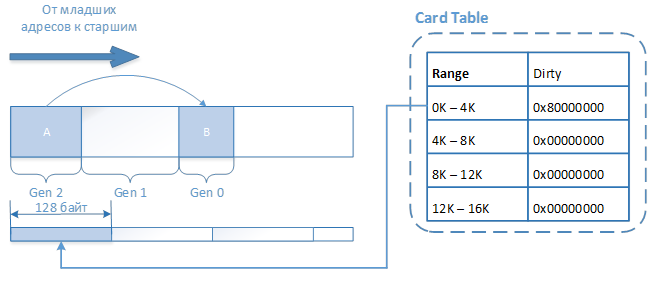 От младших
адресов к старшим
A
B
Gen 2
Gen 1
Gen 0
128 байт
Card Table
Range Dirty
0K – 4K 0x80000000
4K – 8K 0x00000000
8K – 12K 0x00000000
12K – 16K 0x00000000